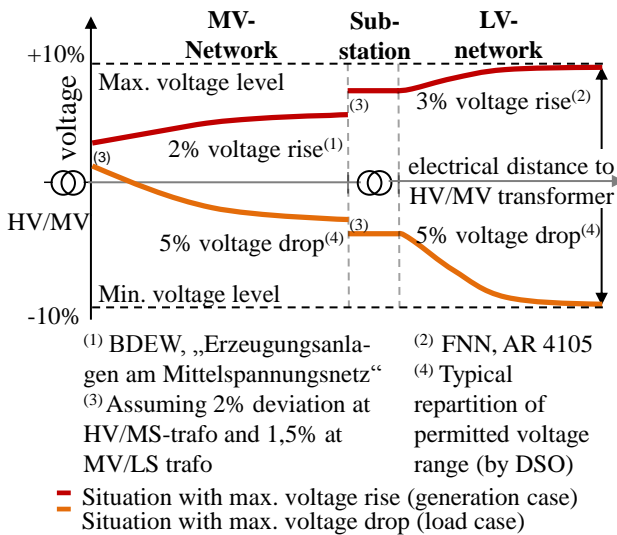 MV-
Network
Sub-
station
LV-
network
+10%
Max. voltage level
voltage
(3)
3% voltage rise(2)
(3)
2% voltage rise(1)
electrical distance to
HV/MV transformer
HV/MV
(3)
5% voltage drop(4)
5% voltage drop(4)
Min. voltage level
-10%
(1) BDEW, „Erzeugungsanla-
gen am Mittelspannungsnetz“
(3) Assuming 2% deviation at
HV/MS-trafo and 1,5% at
MV/LS trafo
(2) FNN, AR 4105
(4) Typical
repartition of
permitted voltage
range (by DSO)
Situation with max. voltage rise (generation case)
Situation with max. voltage drop (load case)